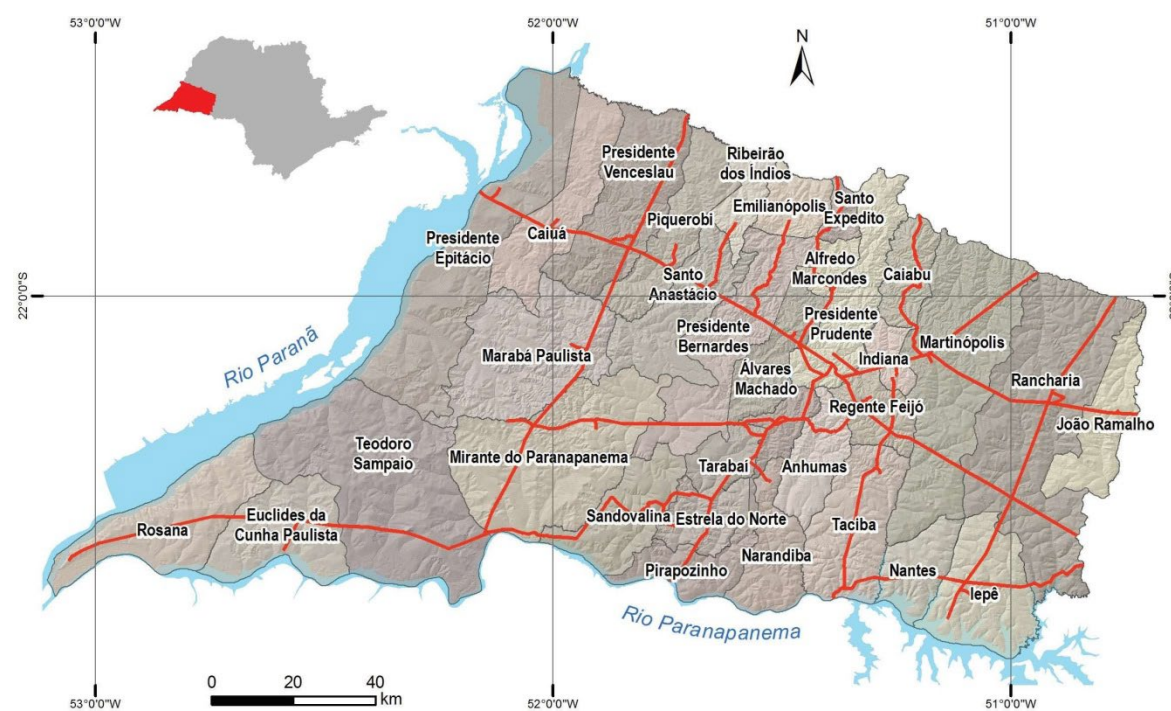 53°0'0"W
52°0'0"W
51°0'0"W
N
Presidente
Venceslau
Ribeirão
dos Índios
Emilianópolis
Santo
Expedito
Piquerobi
Caiuá
Presidente
Epitácio
Alfredo
Marcondes
Caiabu
Santo
Anastácio
22°0'0"S
Presidente
Prudente
Presidente
Bernardes
Martinópolis
Rio Paranã
Marabá Paulista
Indiana
Álvares
Machado
Rancharia
Regente Feijó
João Ramalho
Teodoro
Sampaio
Mirante do Paranapanema
Tarabaí
Anhumas
Sandovalina
Estrela do Norte
Euclides da
Cunha Paulista
Rosana
Taciba
Narandiba
Pirapozinho
Nantes
Iepê
Rio Paranapanema
0 20 40
km
53°0'0"W
52°0'0"W
51°0'0"W